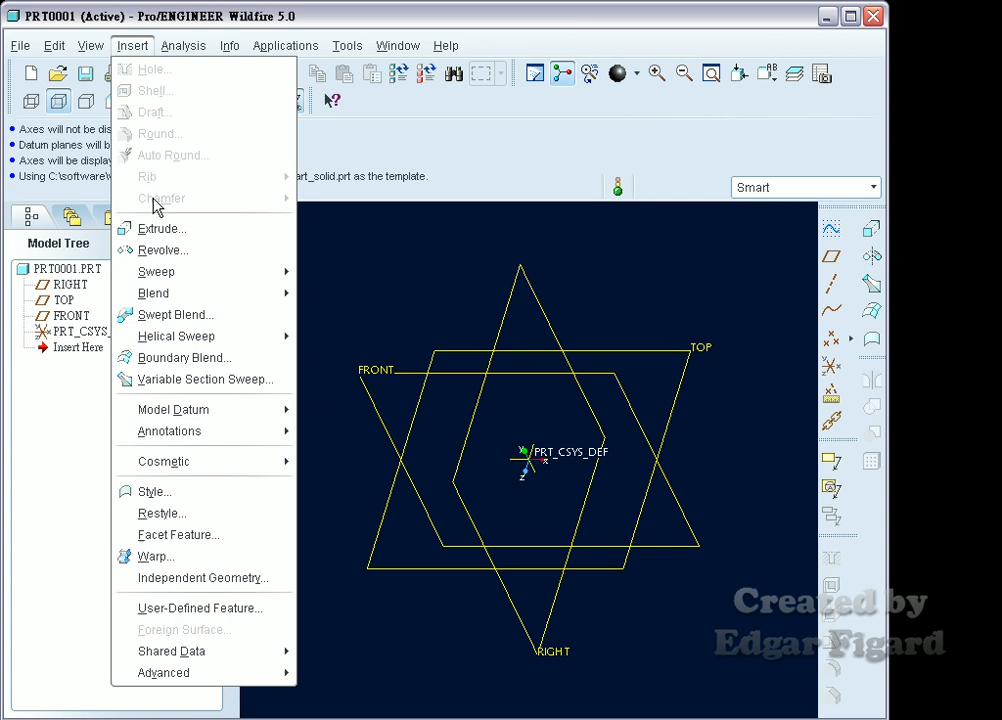 PRT0001 (Active) - Pro/ENGINEER Wildfire 5.0
File Edit View Insert Analysis Info Applications Tools Window Help
Hole...
Shell...
Draft...
Round...
Auto Round...
Rib
Chamfer
Extrude...
Revolve...
Sweep
Blend
Swept Blend...
Helical Sweep
Boundary Blend...
Variable Section Sweep...
Model Datum
Annotations
Cosmetic
Style...
Restyle...
Facet Feature...
Warp...
Independent Geometry...
User-Defined Feature...
Foreign Surface...
Shared Data
Advanced
Axes will not be
Datum planes will be
Axes will be display
Using C:\softwar
art_solid.prt as the template.
Smart
Model Tree
PRT0001.PRT
RIGHT
TOP
FRONT
PRT_CSYS_
Insert Here
TOP
FRONT
PRT_CSYS_DEF
y
x
z
RIGHT
Created by
Edgar Figard